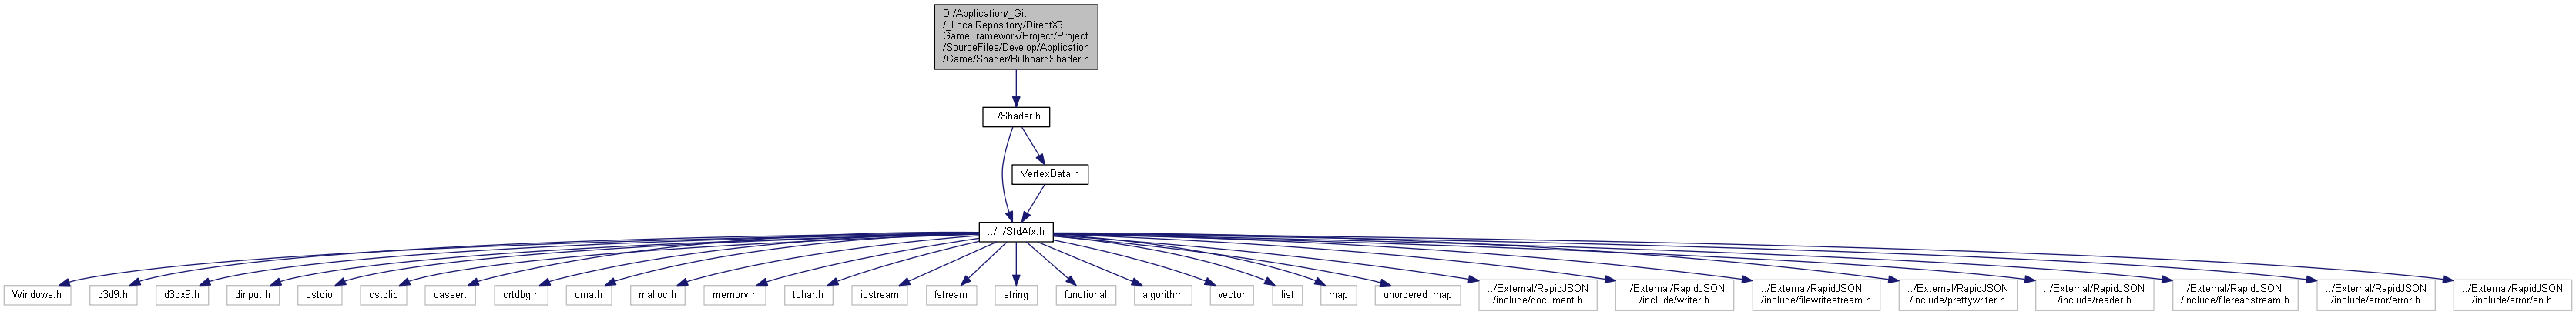 D:/Application/_Git
/_LocalRepository/DirectX9
GameFramework/Project/Project
/SourceFiles/Develop/Application
/Game/Shader/BillboardShader.h
../Shader.h
VertexData.h
../../StdAfx.h
Windows.h
d3d9.h
d3dx9.h
dinput.h
cstdio
cstdlib
cassert
crtdbg.h
cmath
malloc.h
memory.h
tchar.h
iostream
fstream
string
functional
algorithm
vector
list
map
unordered_map
../External/RapidJSON
/include/document.h
../External/RapidJSON
/include/writer.h
../External/RapidJSON
/include/filewritestream.h
../External/RapidJSON
/include/prettywriter.h
../External/RapidJSON
/include/reader.h
../External/RapidJSON
/include/filereadstream.h
../External/RapidJSON
/include/error/error.h
../External/RapidJSON
/include/error/en.h